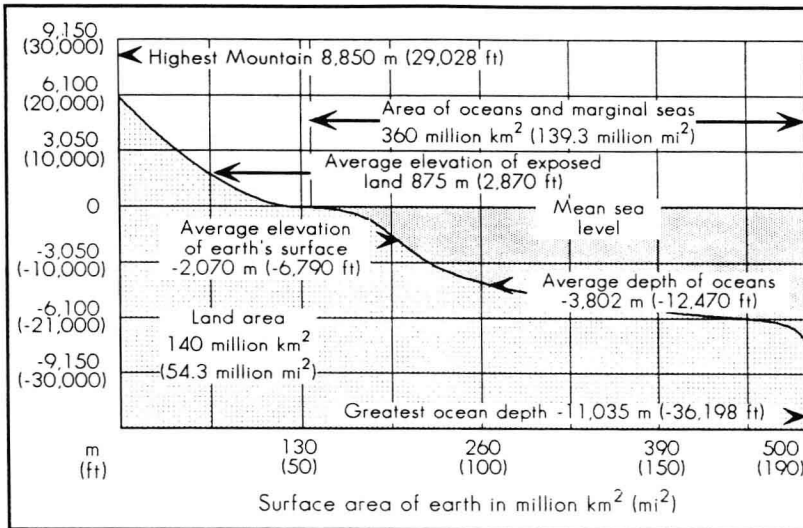 9,150
(30,000)
Highest Mountain 8,850 m (29,028 ft)
6,100
(20,000)
Area of oceans and marginal seas
360 million km² (139.3 million mi²)
3,050
(10,000)
Average elevation of exposed
land 875 m (2,870 ft)
0
Mean sea
level
Average elevation
of earth's surface
-2,070 m (-6,790 ft)
-3,050
(-10,000)
Average depth of oceans
-3,802 m (-12,470 ft)
-6,100
(-21,000)
Land area
140 million km²
(54.3 million mi²)
-9,150
(-30,000)
Greatest ocean depth -11,035 m (-36,198 ft)
m
(ft)
130
(50)
260
(100)
390
(150)
500
(190)
Surface area of earth in million km² (mi²)